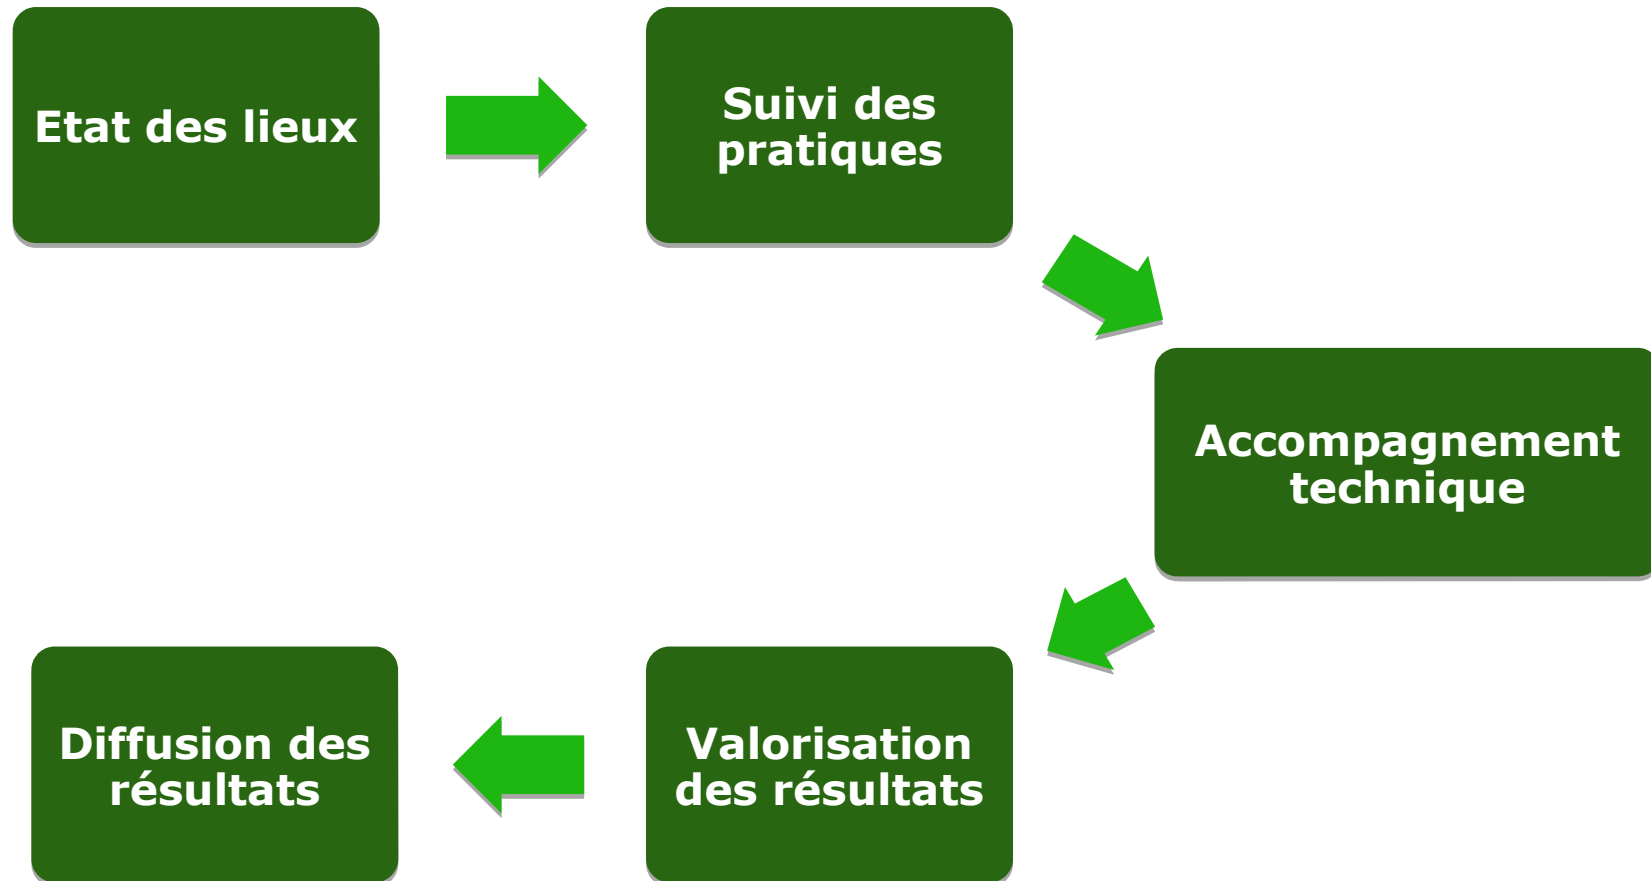 Etat des lieux
Suivi des
pratiques
Accompagnement
technique
Valorisation
des résultats
Diffusion des
résultats